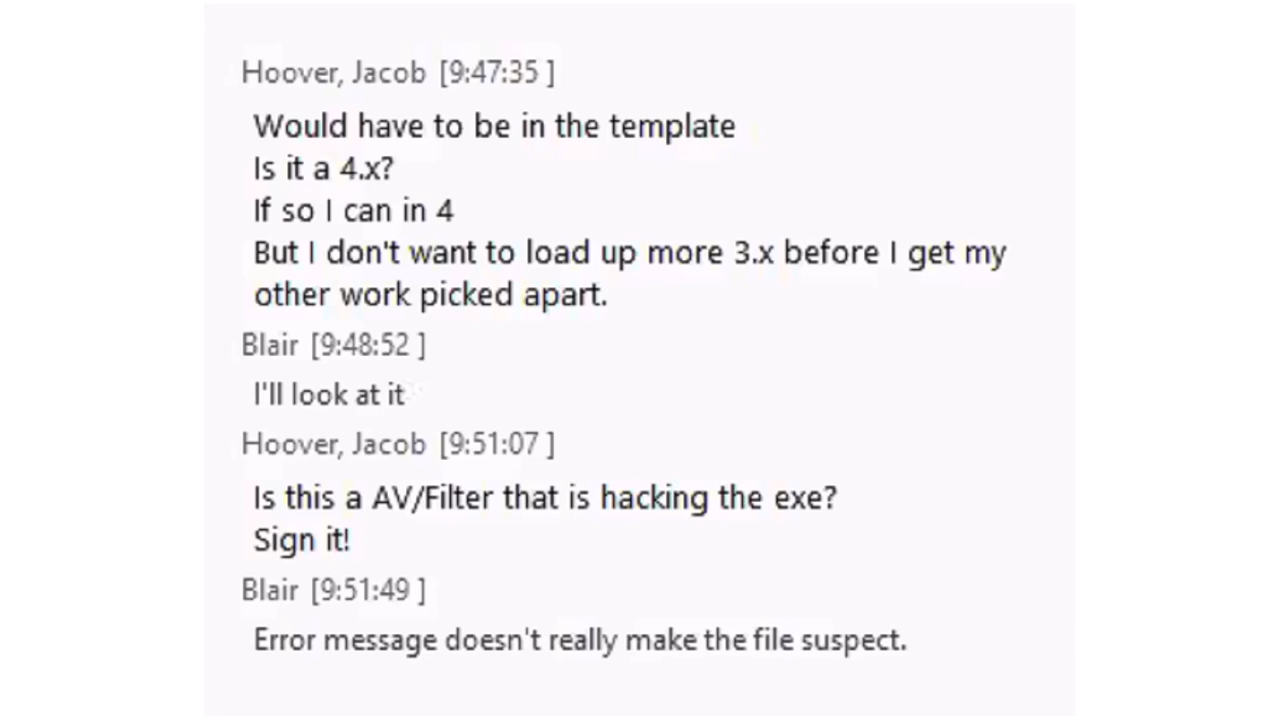 Hoover, Jacob [9:47:35 ]
Would have to be in the template
Is it a 4.x?
If so I can in 4
But I don't want to load up more 3.x before I get my
other work picked apart.
Blair [9:48:52 ]
I'll look at it
Hoover, Jacob [9:51:07 ]
Is this a AV/Filter that is hacking the exe?
Sign it!
Blair [9:51:49 ]
Error message doesn't really make the file suspect.